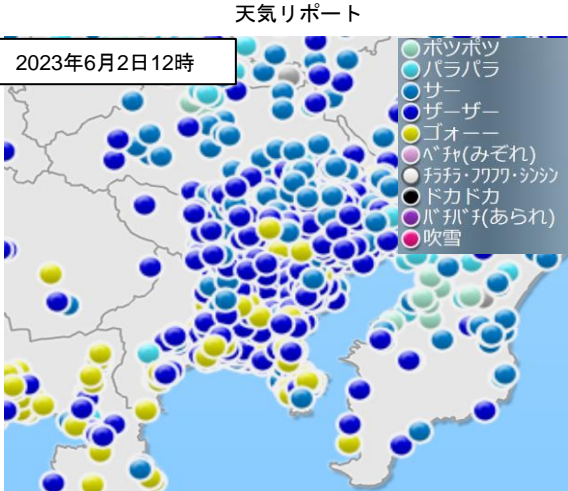 天気リポート
2023年6月2日12時
ポツポツ
パラパラ
サー
ザーザー
ゴォーー
ベチャ(みぞれ)
チラチラ・フワフワ・シンシン
ドカドカ
バチバチ(あられ)
吹雪